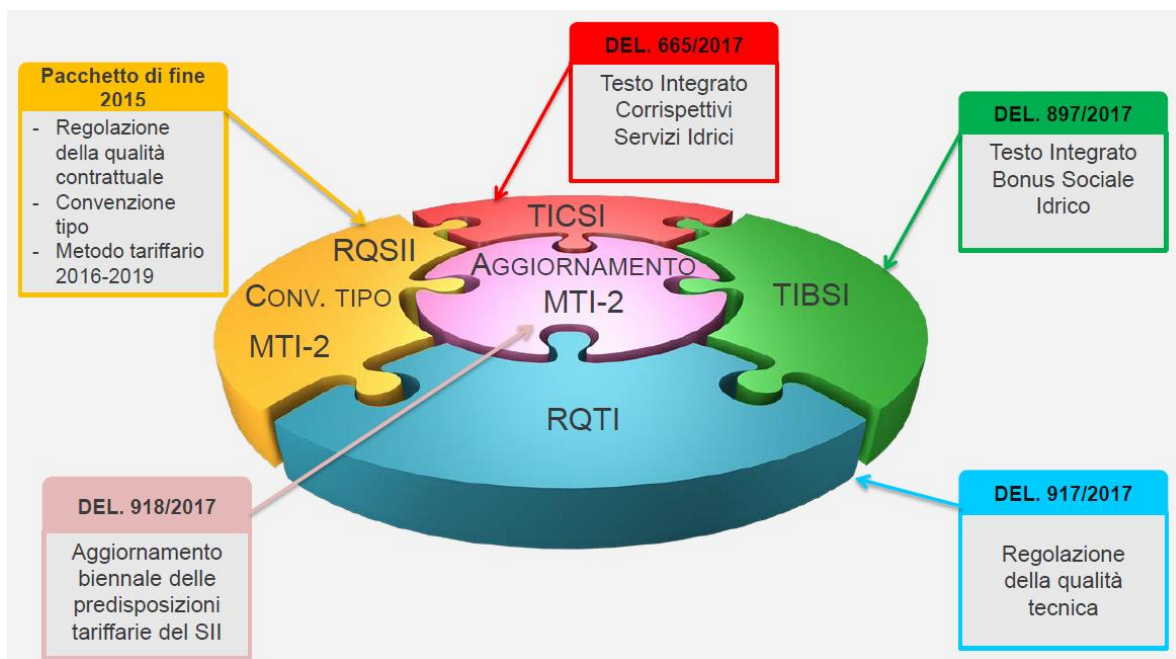 Pacchetto di fine
2015
- Regolazione
della qualità
contrattuale
- Convenzione
tipo
- Metodo tariffario
2016-2019
DEL. 665/2017
Testo Integrato
Corrispettivi
Servizi Idrici
DEL. 897/2017
Testo Integrato
Bonus Sociale
Idrico
TICSI
RQSII
CONV. TIPO
MTI-2
AGGIORNAMENTO
MTI-2
TIBSI
RQTI
DEL. 918/2017
Aggiornamento
biennale delle
predisposizioni
tariffarie del SII
DEL. 917/2017
Regolazione
della qualità
tecnica